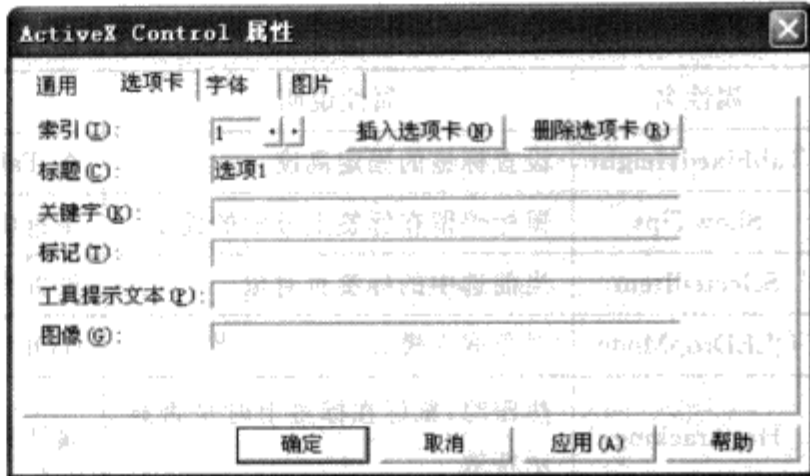 ActiveX Control 属性
通用 选项卡 字体 图片
索引(I): 1 插入选项卡(N) 删除选项卡(R)
标题(C): 选项1
关键字(K):
标记(T):
工具提示文本(P):
图像(G):
确定 取消 应用(A) 帮助